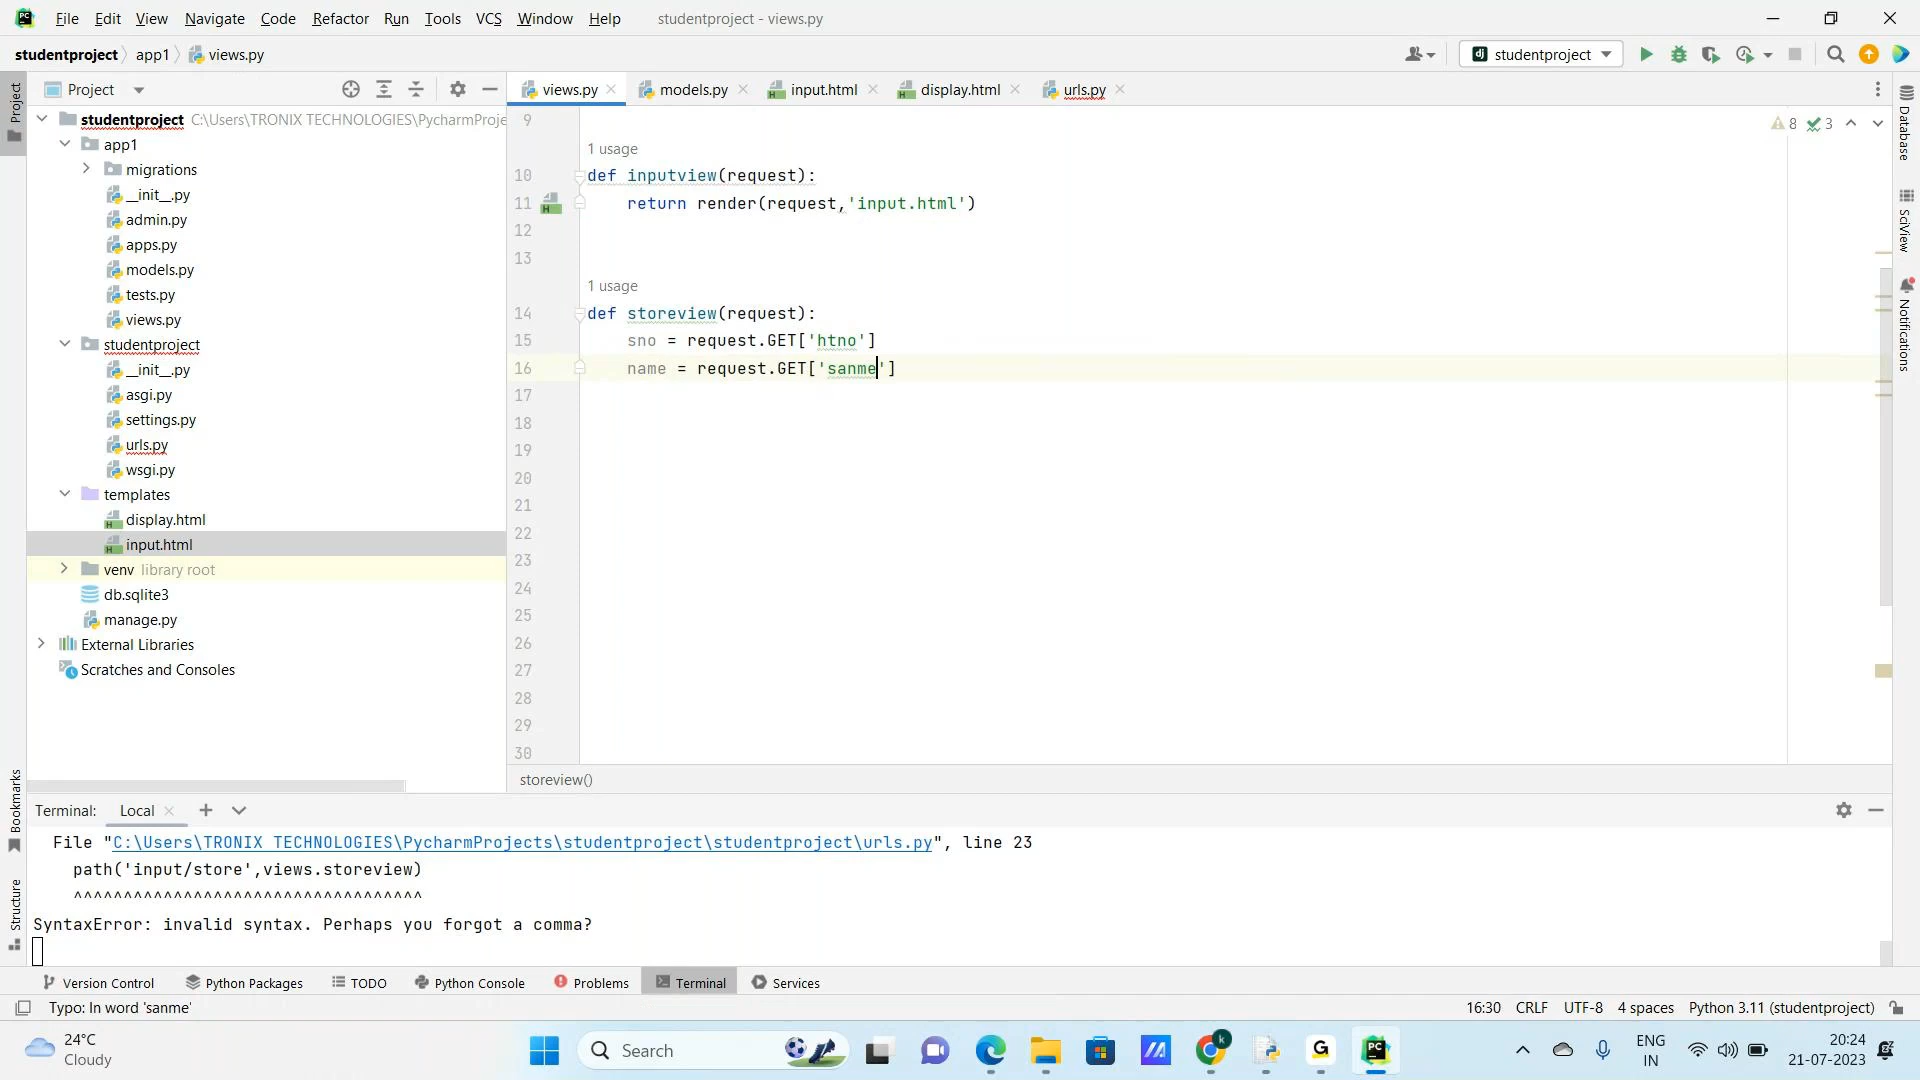 File Edit View Navigate Code Refactor Run Tools VCS Window Help studentproject - views.py
studentproject app1 views.py
studentproject
Project
views.py models.py input.html display.html urls.py
studentproject C:\Users\TRONIX TECHNOLOGIES\PycharmProje
app1
migrations
__init__.py
admin.py
apps.py
models.py
tests.py
views.py
studentproject
__init__.py
asgi.py
settings.py
urls.py
wsgi.py
templates
display.html
input.html
venv library root
db.sqlite3
manage.py
External Libraries
Scratches and Consoles
Project
Bookmarks
Structure
8 3
9
1 usage
10 def inputview(request):
11 return render(request,'input.html')
12
13
1 usage
14 def storeview(request):
15 sno = request.GET['htno']
16 name = request.GET['sanme']
17
18
19
20
21
22
23
24
25
26
27
28
29
30
storeview()
Database
SciView
Notifications
Terminal: Local
File "C:\Users\TRONIX TECHNOLOGIES\PycharmProjects\studentproject\studentproject\urls.py", line 23
path('input/store',views.storeview)
^^^^^^^^^^^^^^^^^^^^^^^^^^^^^^^^^^^
SyntaxError: invalid syntax. Perhaps you forgot a comma?
Version Control Python Packages TODO Python Console Problems Terminal Services
Typo: In word 'sanme' 16:30 CRLF UTF-8 4 spaces Python 3.11 (studentproject)
24°C
Cloudy
Search
ENG
IN
20:24
21-07-2023